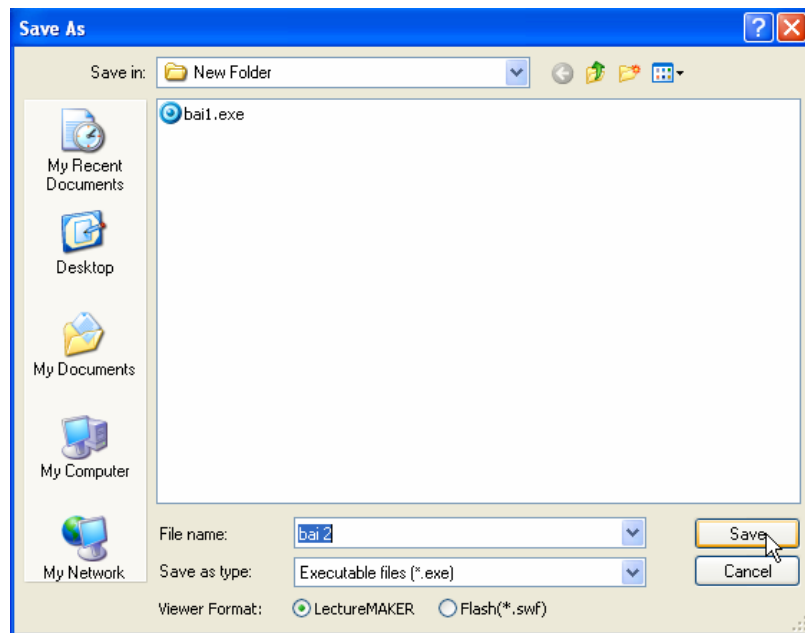 Save As
Save in: New Folder
bai1.exe
My Recent
Documents
Desktop
My Documents
My Computer
My Network
File name: bai 2
Save
Save as type: Executable files (*.exe)
Cancel
Viewer Format: LectureMAKER Flash(*.swf)